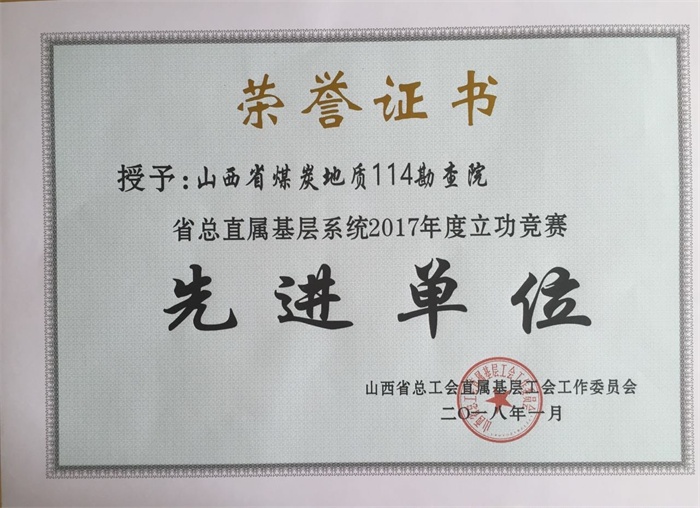 荣誉证书
授予:山西省煤炭地质114勘查院
省总直属基层系统2017年度立功竞赛
先进单位
山西省总工会直属基层工会工作委员会
二〇一八年一月